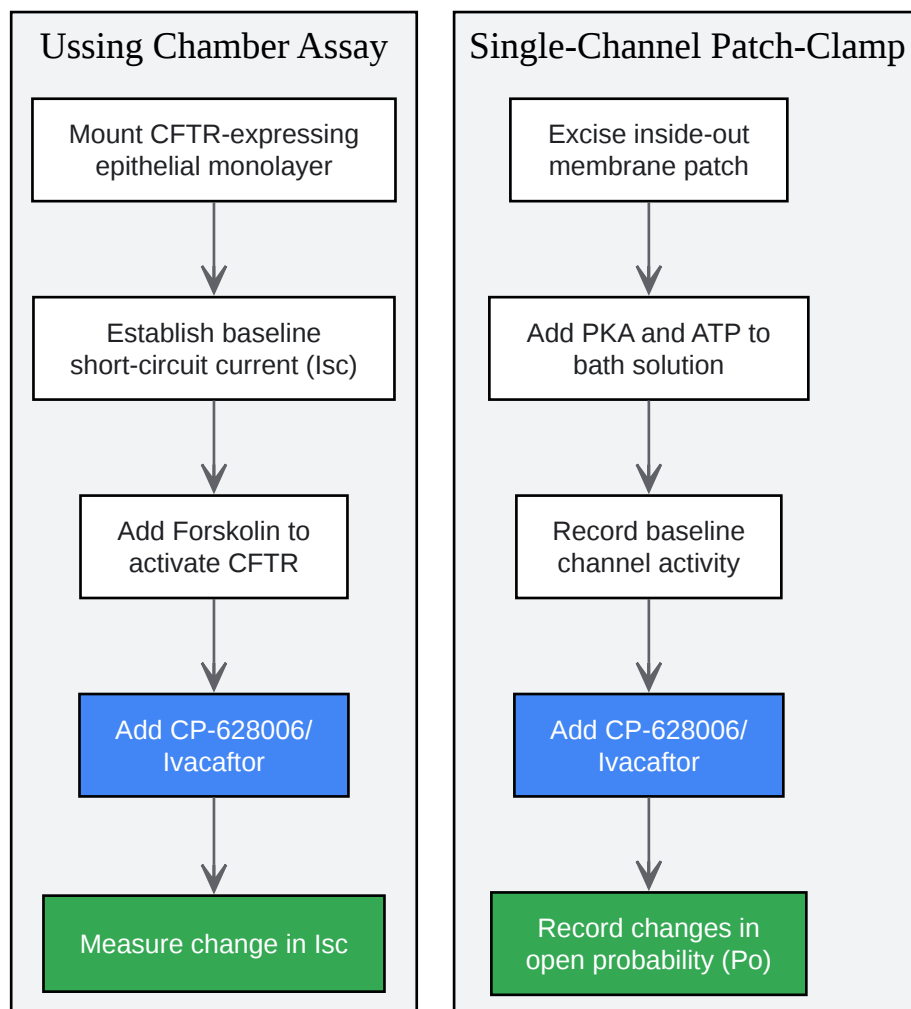 Ussing Chamber Assay
Mount CFTR-expressing
epithelial monolayer
Establish baseline
short-circuit current (Isc)
Add Forskolin to
activate CFTR
Add CP-628006/
Ivacaftor
Measure change in Isc
Single-Channel Patch-Clamp
Excise inside-out
membrane patch
Add PKA and ATP to
bath solution
Record baseline
channel activity
Add CP-628006/
Ivacaftor
Record changes in
open probability (Po)